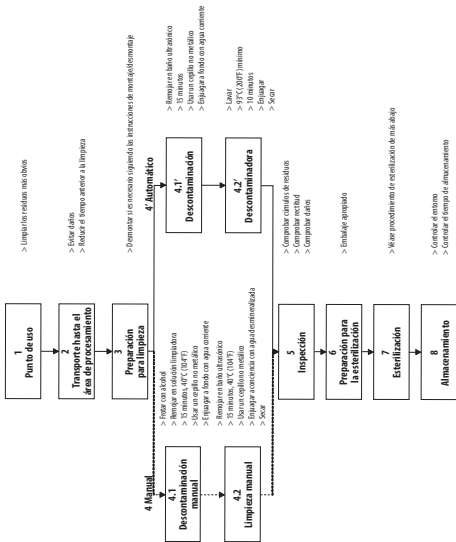 1
Punto de uso
> Limpiar los residuos más obvios
2
Transporte hasta el
área de procesamiento
> Evitar daños
> Reducir el tiempo anterior a la limpieza
3
Preparación
para limpieza
> Desmontar si es necesario siguiendo las instrucciones de montaje/desmontaje
4 Manual
4.1
Descontaminación
manual
> Frotar con alcohol
> Remojar en solución limpiadora
> 15 minutos, 40°C (104°F)
> Usar un cepillo no metálico
> Enjuagar a fondo con agua corriente
4.2
Limpieza manual
> Remojar en baño ultrasónico
> 15 minutos, 40°C (104°F)
> Usar un cepillo no metálico
> Enjuagar a conciencia con agua desmineralizada
> Secar
4' Automático
4.1'
Descontaminación
> Remojar en baño ultrasónico
> 15 minutos
> Usar un cepillo no metálico
> Enjuagar a fondo con agua corriente
4.2'
Descontaminadora
> Lavar
> 93°C (200°F) mínimo
> 10 minutos
> Enjuagar
> Secar
5
Inspección
> Comprobar cúmulos de residuos
> Comprobar rectitud
> Comprobar daños
6
Preparación para
la esterilización
> Embalaje apropiado
7
Esterilización
> Véase procedimiento de esterilización de más abajo
8
Almacenamiento
> Controlar el entorno
> Controlar el tiempo de almacenamiento